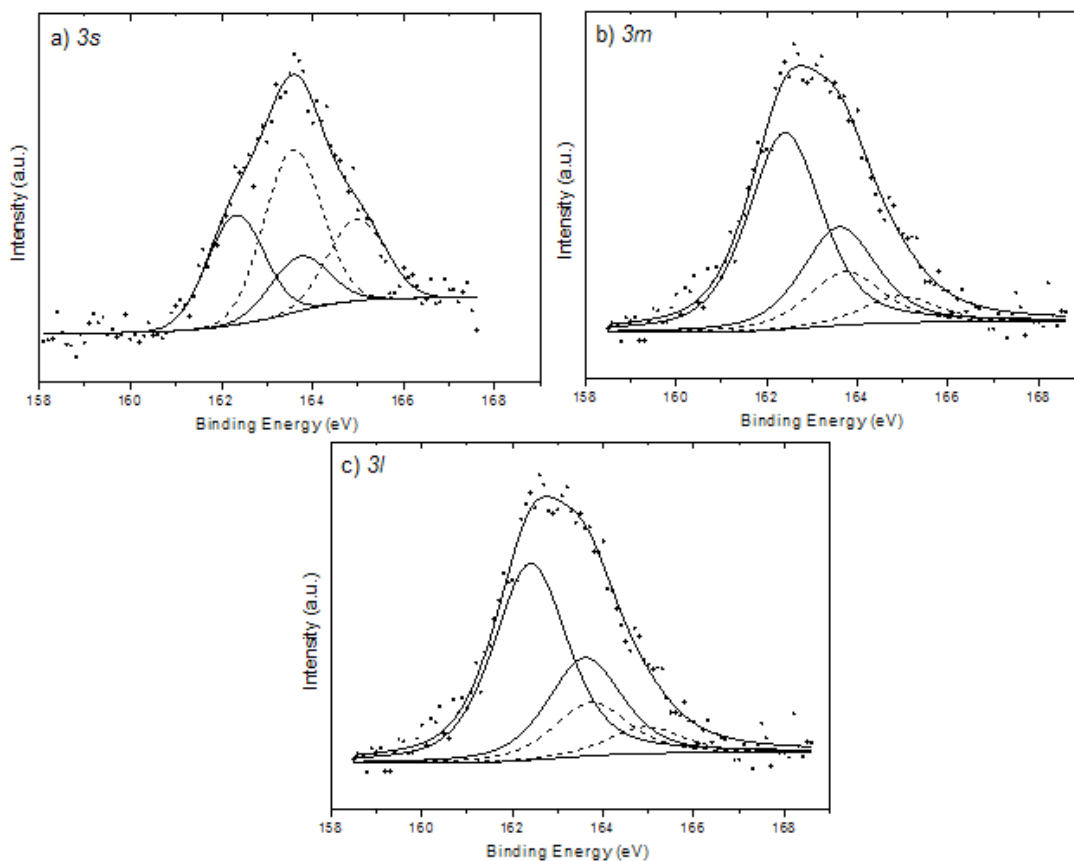 a) 3s
Intensity (a.u.)
158 160 162 164 166 168
Binding Energy (eV)
b) 3m
Intensity (a.u.)
158 160 162 164 166 168
Binding Energy (eV)
c) 3l
Intensity (a.u.)
158 160 162 164 166 168
Binding Energy (eV)